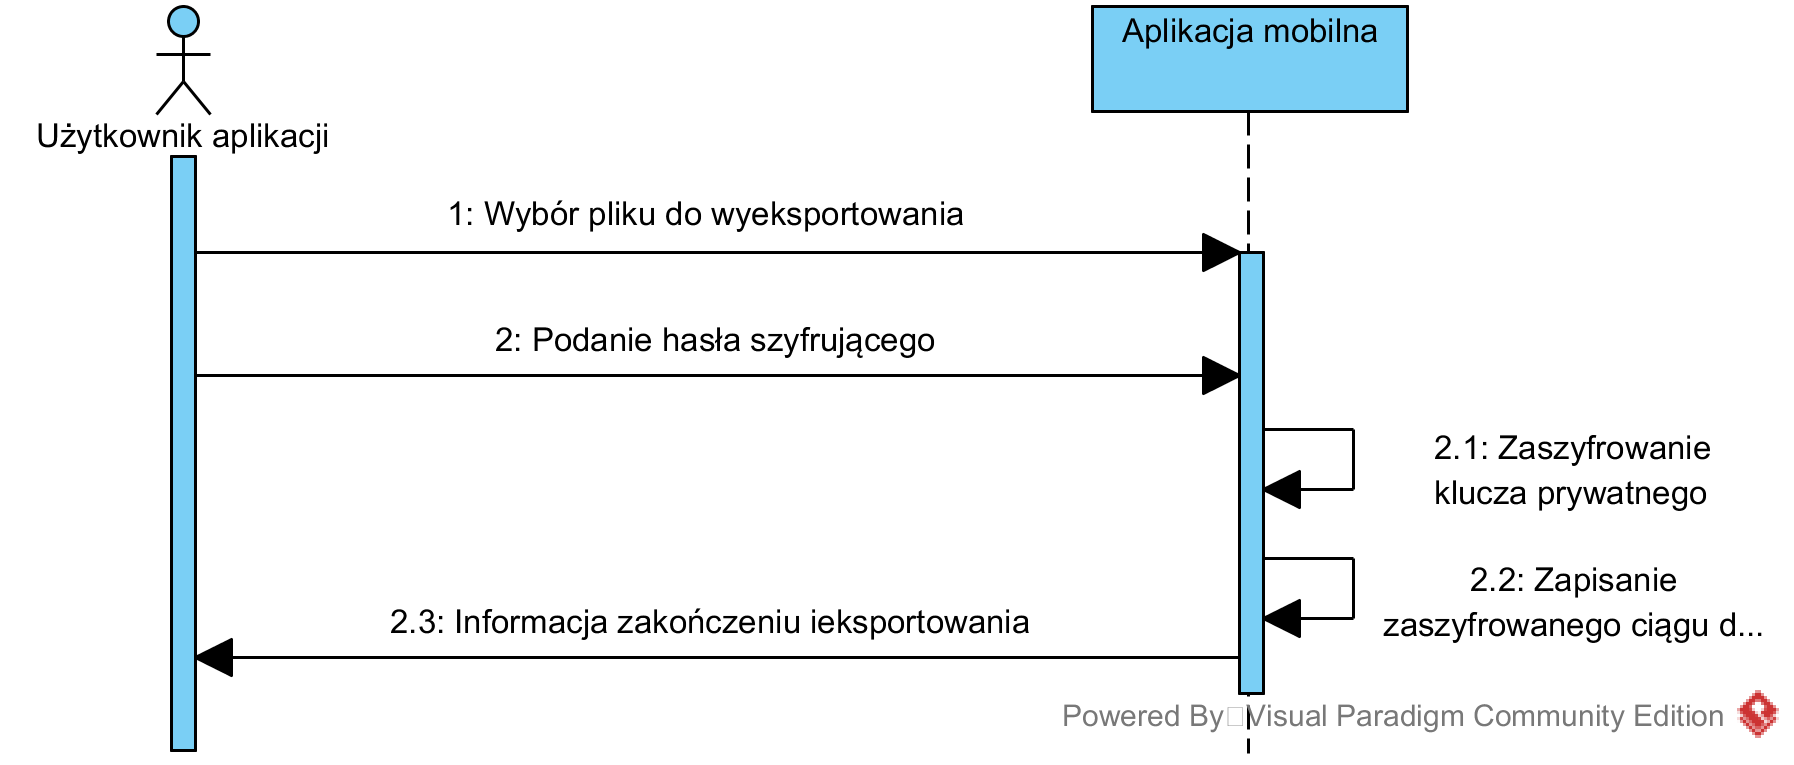 Użytkownik aplikacji
Aplikacja mobilna
1: Wybór pliku do wyeksportowania
2: Podanie hasła szyfrującego
2.1: Zaszyfrowanie
klucza prywatnego
2.2: Zapisanie
zaszyfrowanego ciągu d...
2.3: Informacja zakończeniu ieksportowania
Powered By Visual Paradigm Community Edition